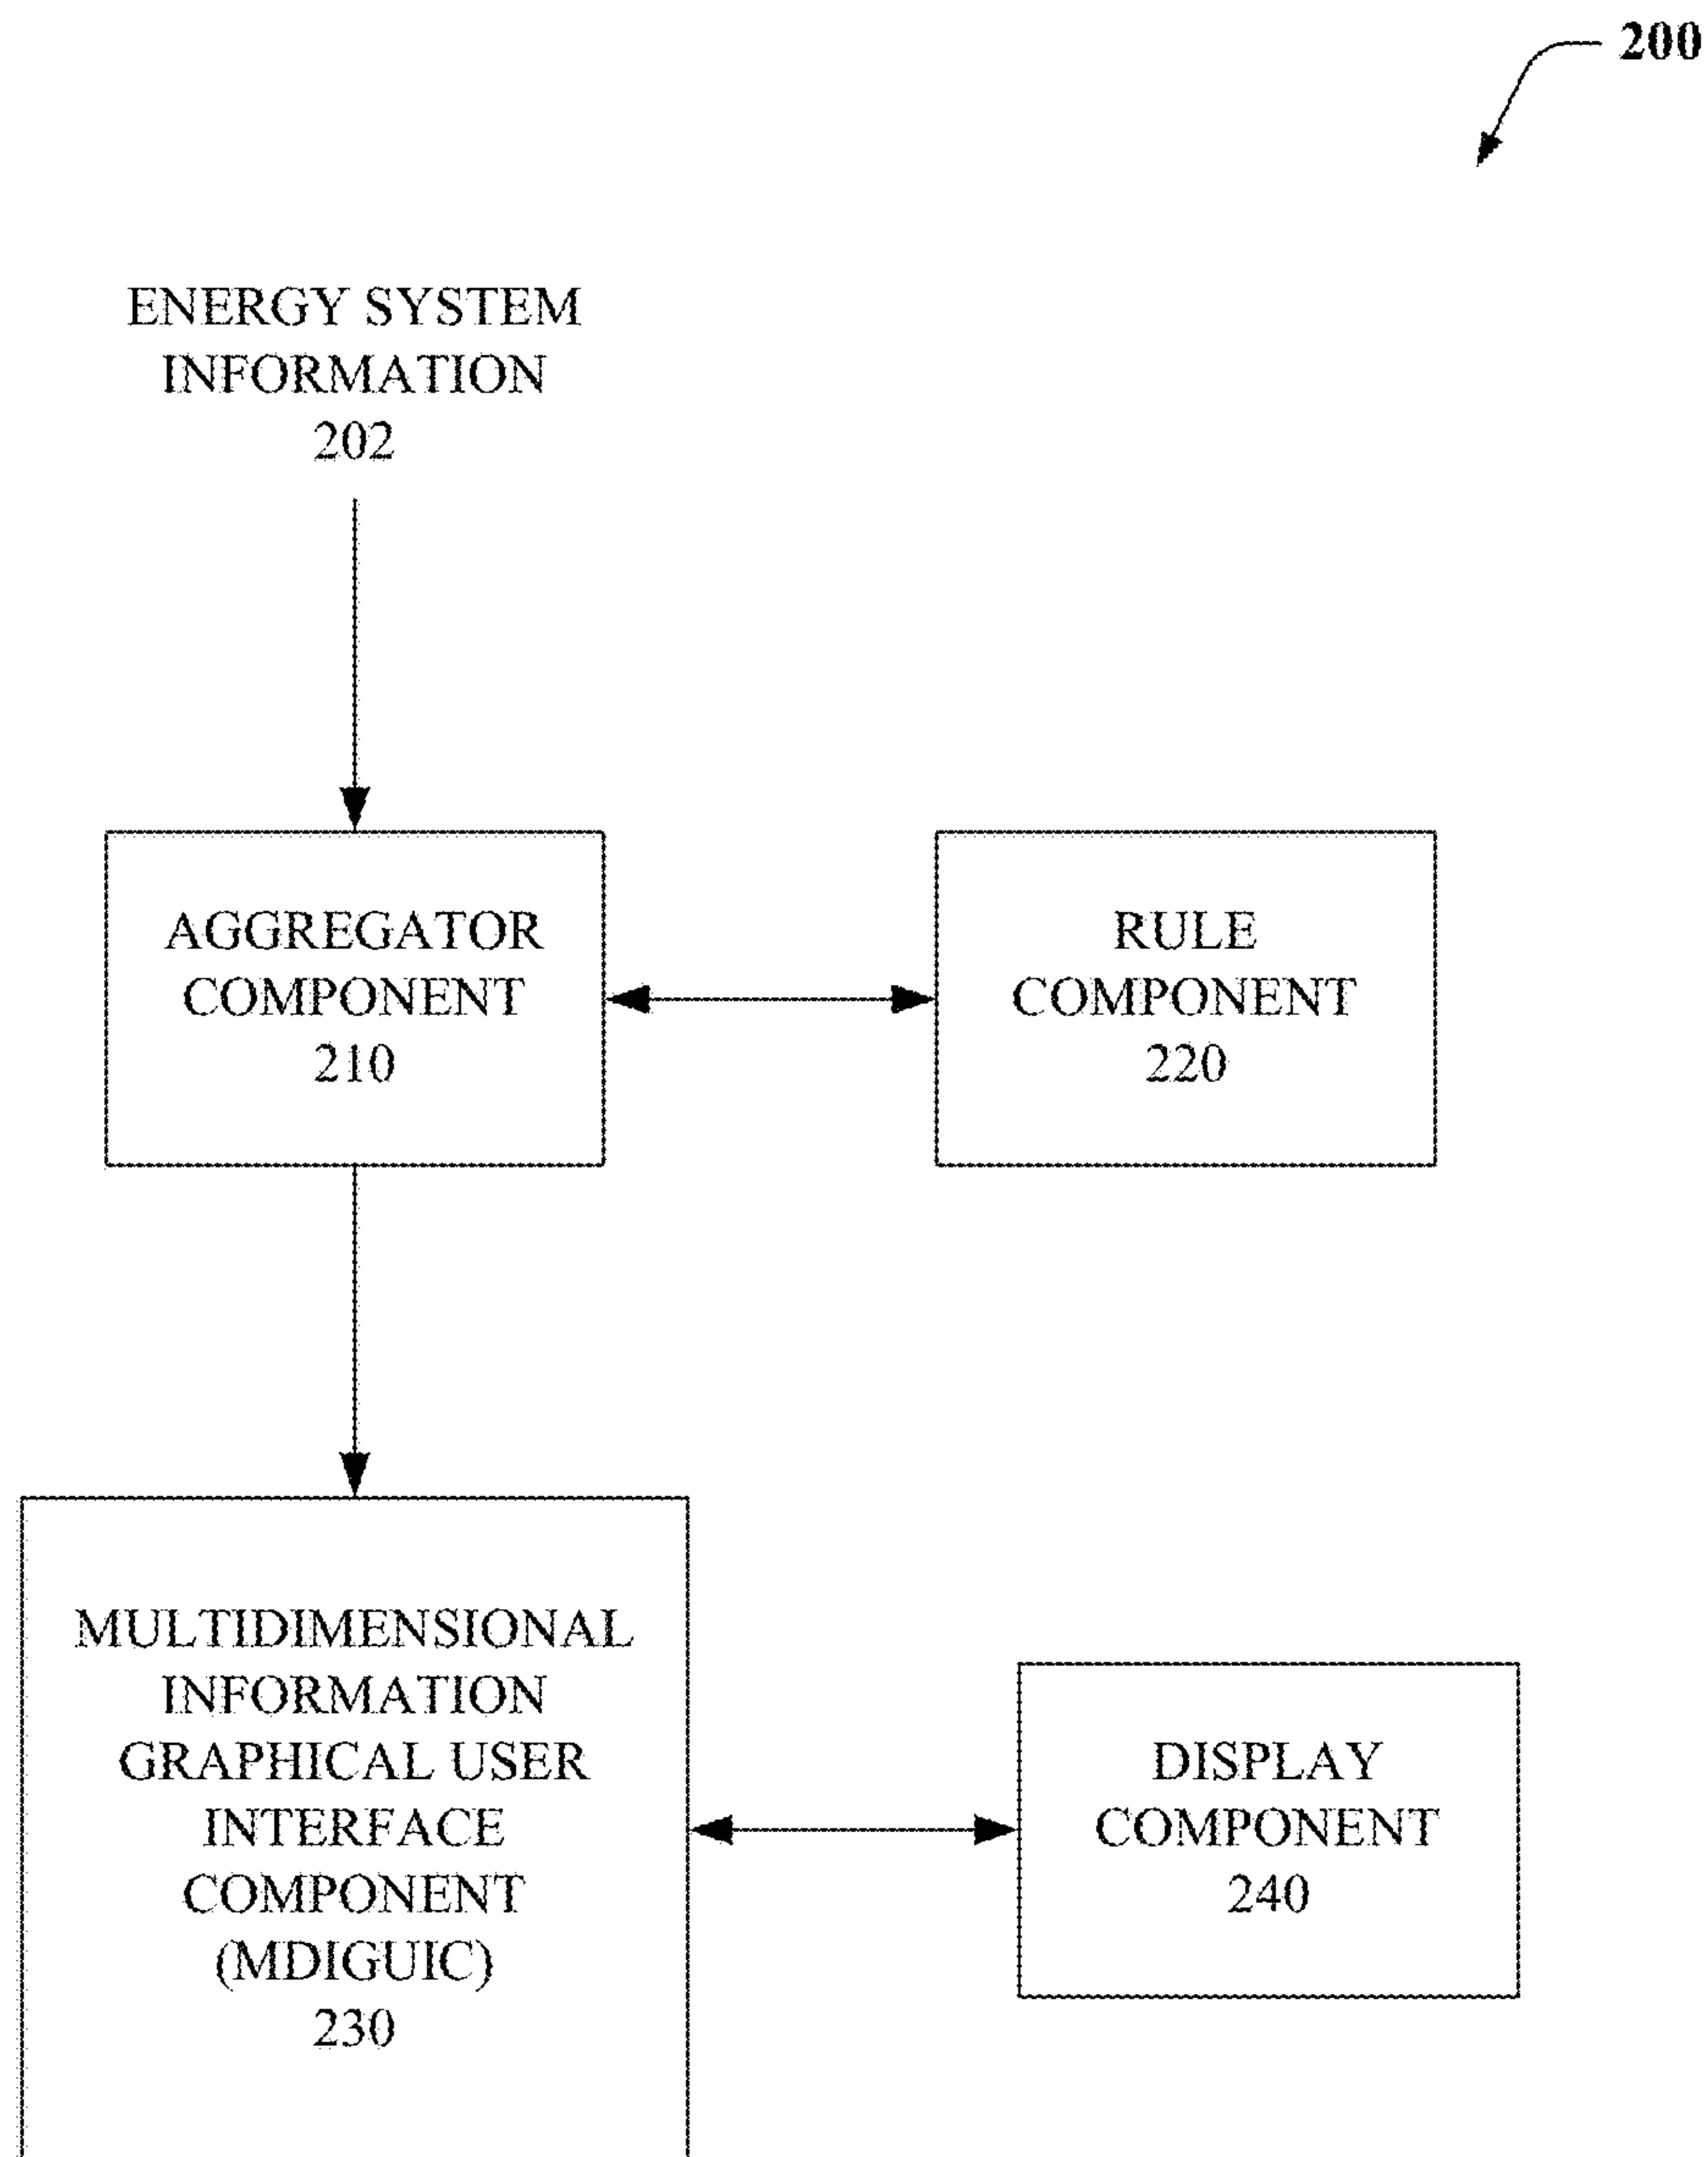 200
ENERGY SYSTEM
INFORMATION
202
AGGREGATOR
COMPONENT
210
RULE
COMPONENT
220
MULTIDIMENSIONAL
INFORMATION
GRAPHICAL USER
INTERFACE
COMPONENT
(MDIGUIC)
230
DISPLAY
COMPONENT
240